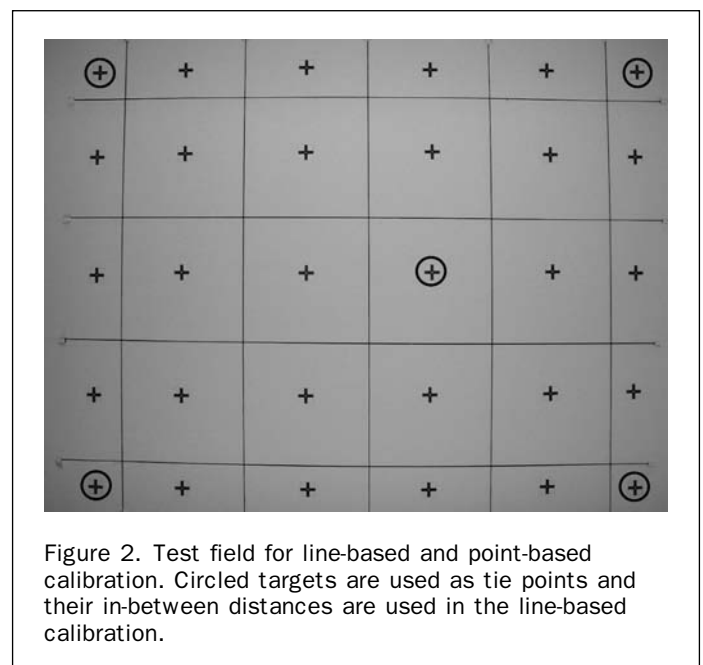 Figure 2. Test field for line-based and point-based
calibration. Circled targets are used as tie points and
their in-between distances are used in the line-based
calibration.